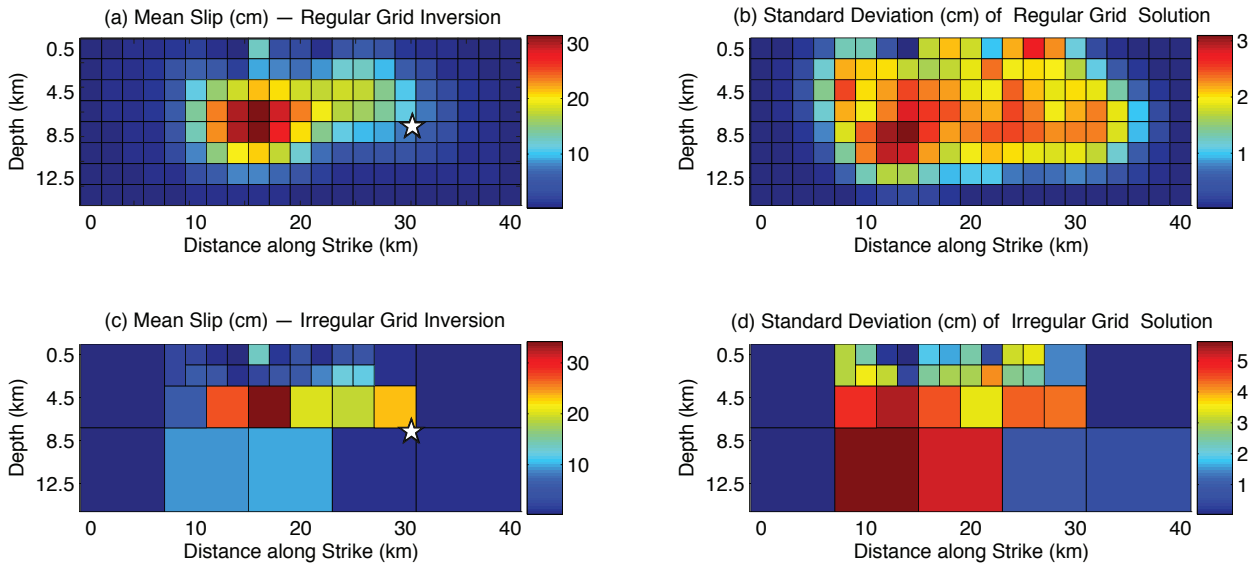 (a) Mean Slip (cm) — Regular Grid Inversion
0.5
4.5
8.5
12.5
Depth (km)
0 10 20 30 40
Distance along Strike (km)
30
20
10
(b) Standard Deviation (cm) of Regular Grid Solution
0.5
4.5
8.5
12.5
Depth (km)
0 10 20 30 40
Distance along Strike (km)
3
2
1
(c) Mean Slip (cm) — Irregular Grid Inversion
0.5
4.5
8.5
12.5
Depth (km)
0 10 20 30 40
Distance along Strike (km)
30
20
10
(d) Standard Deviation (cm) of Irregular Grid Solution
0.5
4.5
8.5
12.5
Depth (km)
0 10 20 30 40
Distance along Strike (km)
5
4
3
2
1